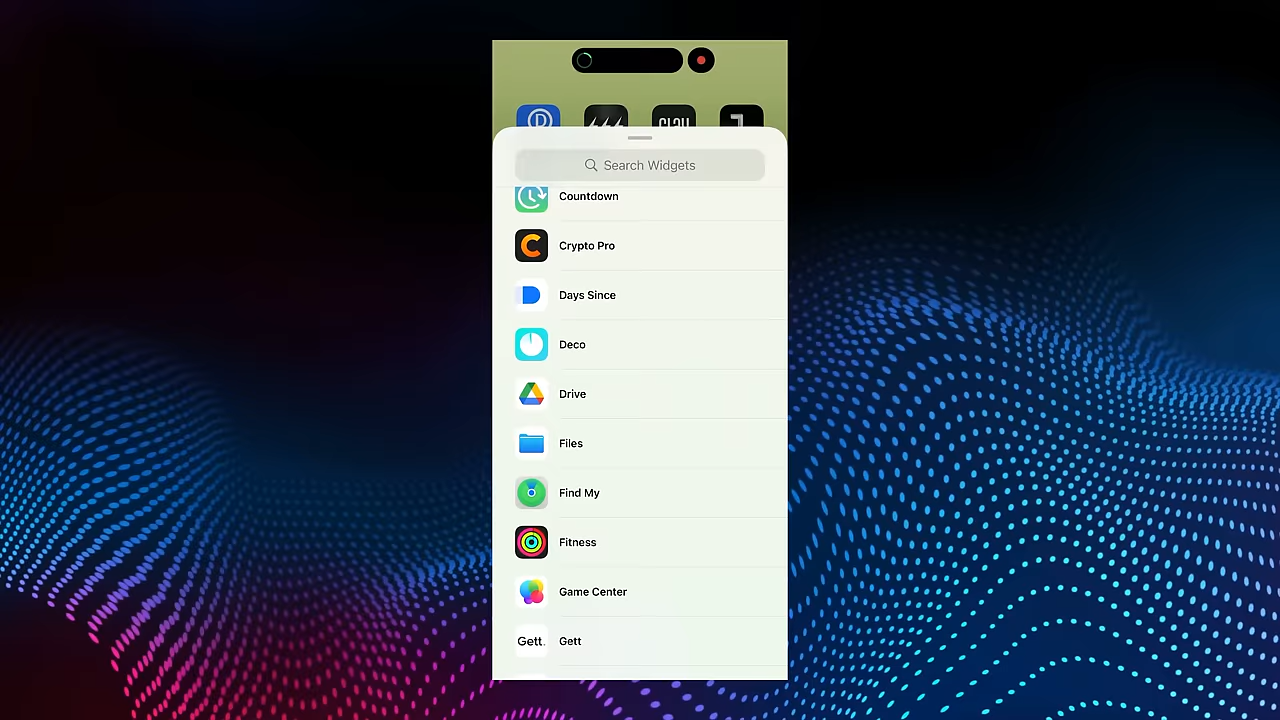 Search Widgets
Countdown
Crypto Pro
Days Since
Deco
Drive
Files
Find My
Fitness
Game Center
Gett.
Gett